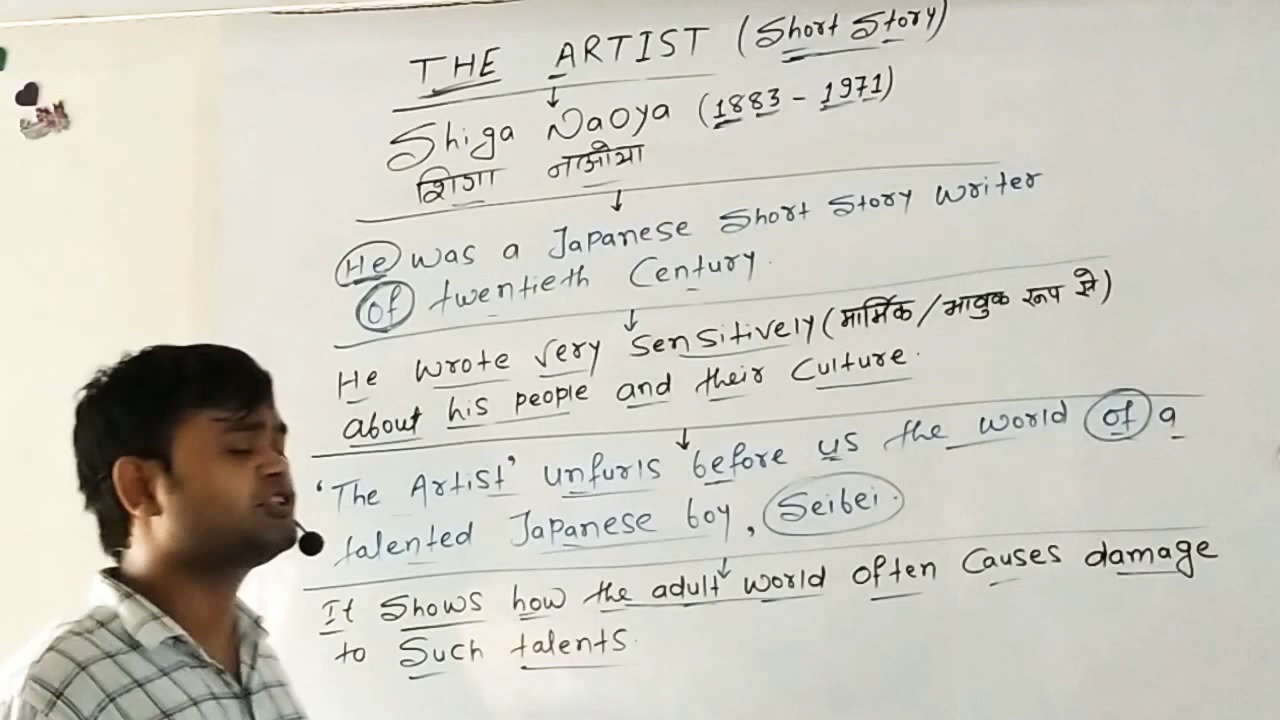 THE ARTIST (Short Story)
Shiga Naoya (1883 - 1971)
शिगा नाओया
He was a Japanese Short Story Writer
Of twentieth Century.
He wrote very Sensitively (मार्मिक / भावुक रूप से)
about his people and their Culture.
'The Artist' unfurls before us the world of a
talented Japanese boy, Seibei.
It Shows how the adult world often Causes damage
to Such talents.